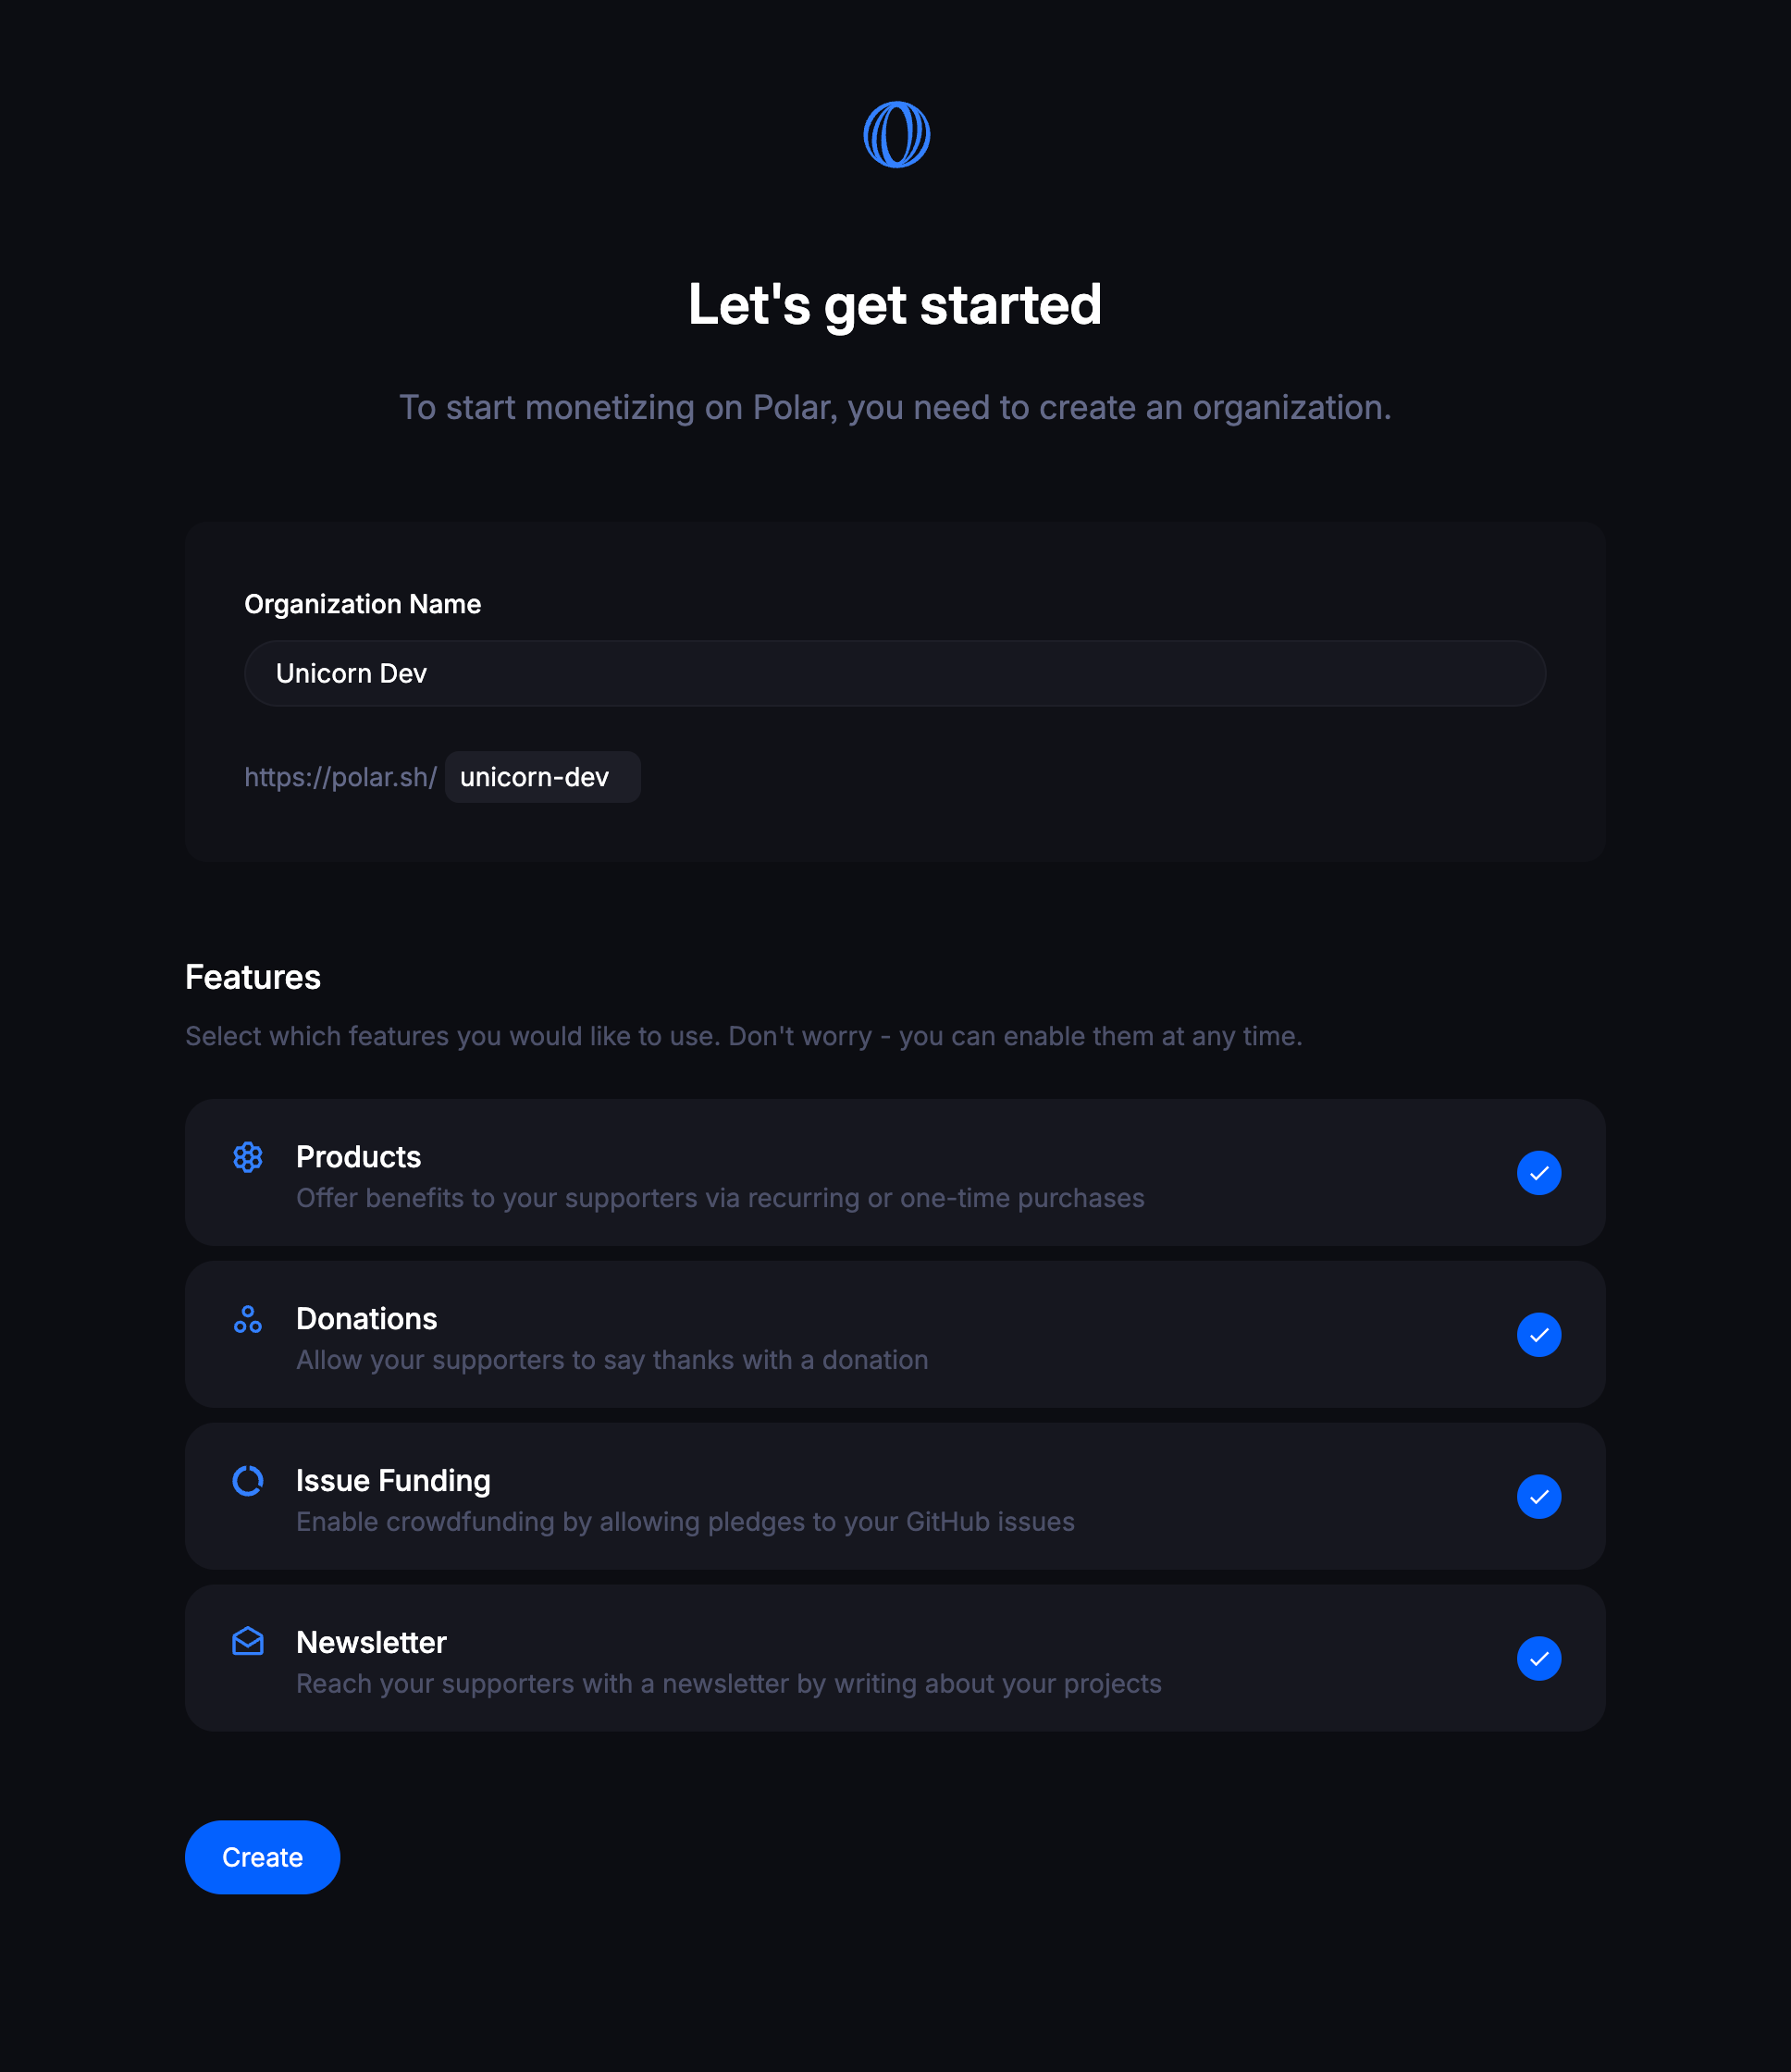 Let's get started
To start monetizing on Polar, you need to create an organization.
Organization Name
Unicorn Dev
https://polar.sh/ unicorn-dev
Features
Select which features you would like to use. Don't worry - you can enable them at any time.
Products
Offer benefits to your supporters via recurring or one-time purchases
Donations
Allow your supporters to say thanks with a donation
Issue Funding
Enable crowdfunding by allowing pledges to your GitHub issues
Newsletter
Reach your supporters with a newsletter by writing about your projects
Create